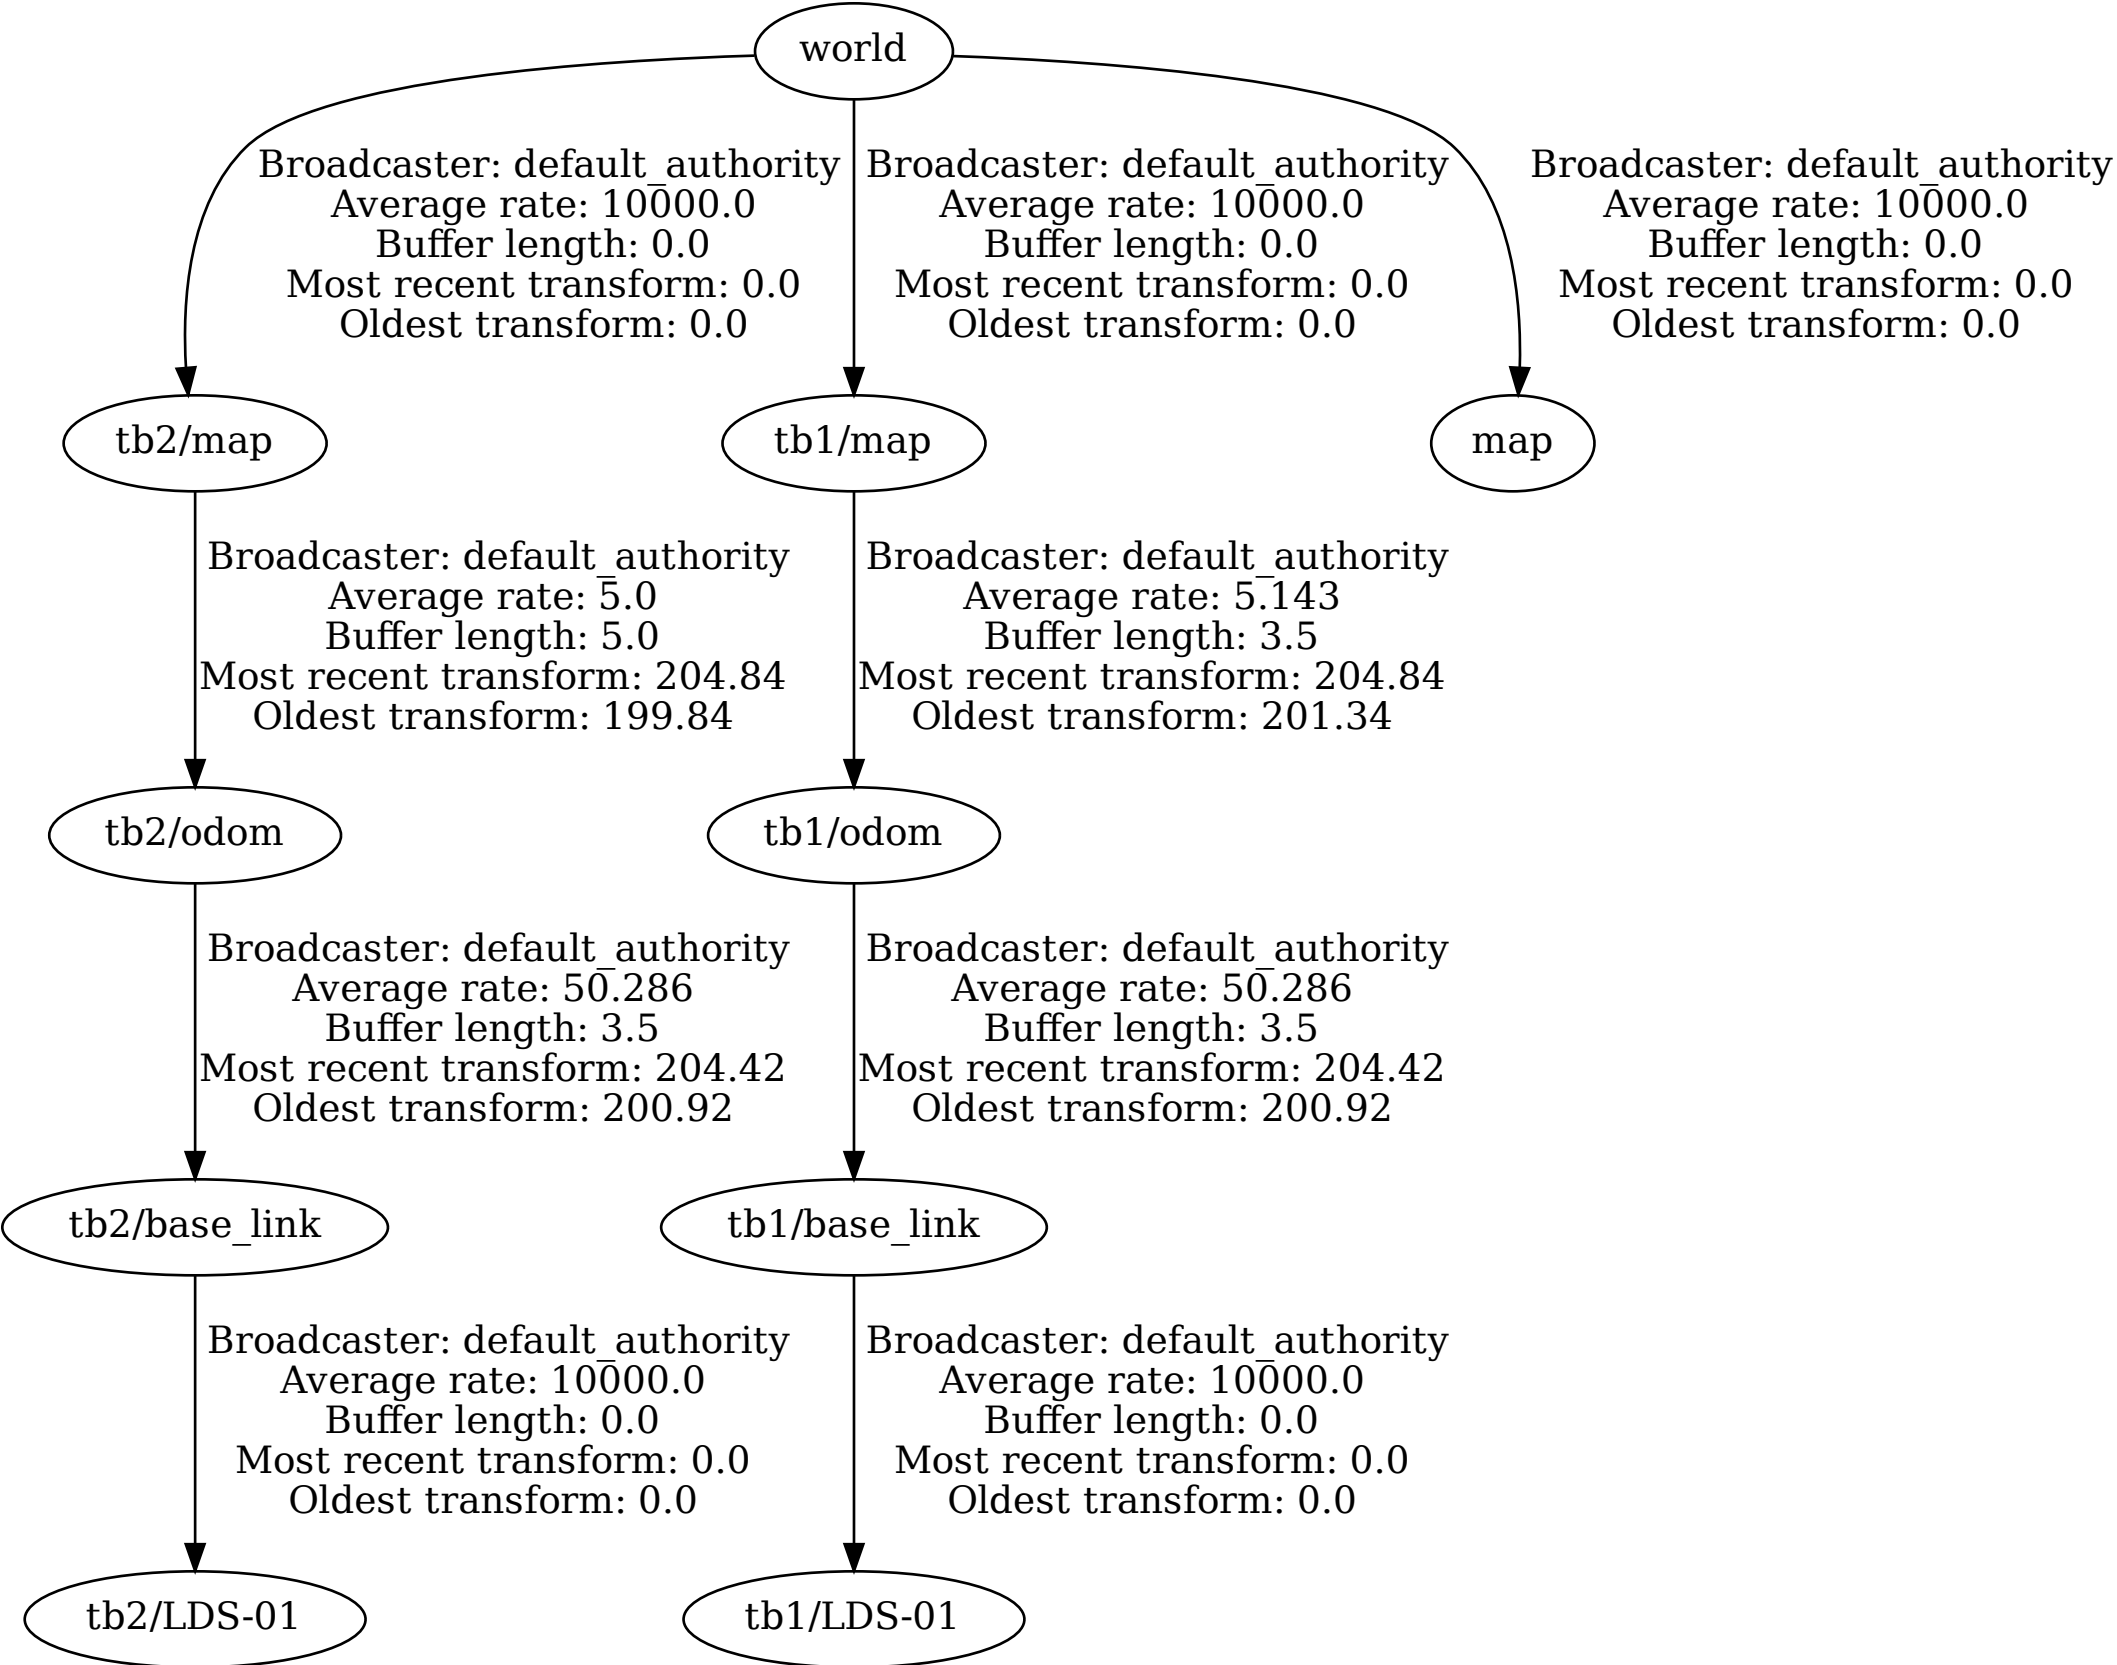 world
Broadcaster: default_authority
Average rate: 10000.0
Buffer length: 0.0
Most recent transform: 0.0
Oldest transform: 0.0
Broadcaster: default_authority
Average rate: 10000.0
Buffer length: 0.0
Most recent transform: 0.0
Oldest transform: 0.0
Broadcaster: default_authority
Average rate: 10000.0
Buffer length: 0.0
Most recent transform: 0.0
Oldest transform: 0.0
tb2/map
tb1/map
map
Broadcaster: default_authority
Average rate: 5.0
Buffer length: 5.0
Most recent transform: 204.84
Oldest transform: 199.84
Broadcaster: default_authority
Average rate: 5.143
Buffer length: 3.5
Most recent transform: 204.84
Oldest transform: 201.34
tb2/odom
tb1/odom
Broadcaster: default_authority
Average rate: 50.286
Buffer length: 3.5
Most recent transform: 204.42
Oldest transform: 200.92
Broadcaster: default_authority
Average rate: 50.286
Buffer length: 3.5
Most recent transform: 204.42
Oldest transform: 200.92
tb2/base_link
tb1/base_link
Broadcaster: default_authority
Average rate: 10000.0
Buffer length: 0.0
Most recent transform: 0.0
Oldest transform: 0.0
Broadcaster: default_authority
Average rate: 10000.0
Buffer length: 0.0
Most recent transform: 0.0
Oldest transform: 0.0
tb2/LDS-01
tb1/LDS-01